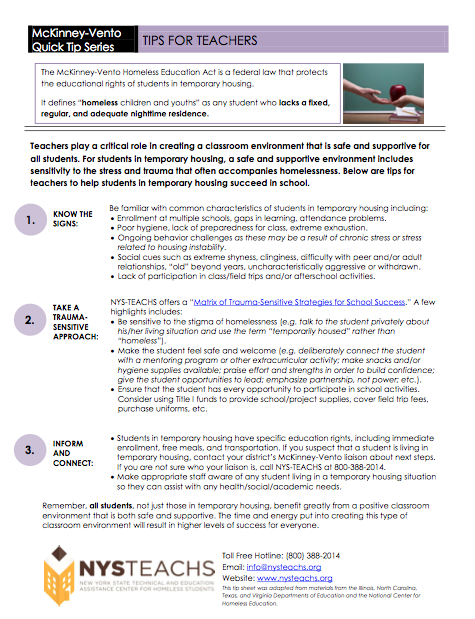 McKinney-Vento
Quick Tip Series
TIPS FOR TEACHERS
The McKinney-Vento Homeless Education Act is a federal law that protects
the educational rights of students in temporary housing.
It defines “homeless children and youths” as any student who lacks a fixed,
regular, and adequate nighttime residence.
Teachers play a critical role in creating a classroom environment that is safe and supportive for
all students. For students in temporary housing, a safe and supportive environment includes
sensitivity to the stress and trauma that often accompanies homelessness. Below are tips for
teachers to help students in temporary housing succeed in school.
1.
KNOW THE
SIGNS:
Be familiar with common characteristics of students in temporary housing including:
• Enrollment at multiple schools, gaps in learning, attendance problems.
• Poor hygiene, lack of preparedness for class, extreme exhaustion.
• Ongoing behavior challenges as these may be a result of chronic stress or stress
related to housing instability.
• Social cues such as extreme shyness, clinginess, difficulty with peer and/or adult
relationships, “old” beyond years, uncharacteristically aggressive or withdrawn.
• Lack of participation in class/field trips and/or afterschool activities.
2.
TAKE A
TRAUMA-
SENSITIVE
APPROACH:
NYS-TEACHS offers a “Matrix of Trauma-Sensitive Strategies for School Success.” A few
highlights includes:
• Be sensitive to the stigma of homelessness (e.g. talk to the student privately about
his/her living situation and use the term “temporarily housed” rather than
“homeless”).
• Make the student feel safe and welcome (e.g. deliberately connect the student
with a mentoring program or other extracurricular activity; make snacks and/or
hygiene supplies available; praise effort and strengths in order to build confidence;
give the student opportunities to lead; emphasize partnership, not power; etc.).
• Ensure that the student has every opportunity to participate in school activities.
Consider using Title I funds to provide school/project supplies, cover field trip fees,
purchase uniforms, etc.
3.
INFORM
AND
CONNECT:
• Students in temporary housing have specific education rights, including immediate
enrollment, free meals, and transportation. If you suspect that a student is living in
temporary housing, contact your district’s McKinney-Vento liaison about next steps.
If you are not sure who your liaison is, call NYS-TEACHS at 800-388-2014.
• Make appropriate staff aware of any student living in a temporary housing situation
so they can assist with any health/social/academic needs.
Remember, all students, not just those in temporary housing, benefit greatly from a positive classroom
environment that is both safe and supportive. The time and energy put into creating this type of
classroom environment will result in higher levels of success for everyone.
NYSTEACHS
NEW YORK STATE TECHNICAL AND EDUCATION
ASSISTANCE CENTER FOR HOMELESS STUDENTS
Toll Free Hotline: (800) 388-2014
Email: info@nysteachs.org
Website: www.nysteachs.org
This tip sheet was adapted from materials from the Illinois, North Carolina,
Texas, and Virginia Departments of Education and the National Center for
Homeless Education.